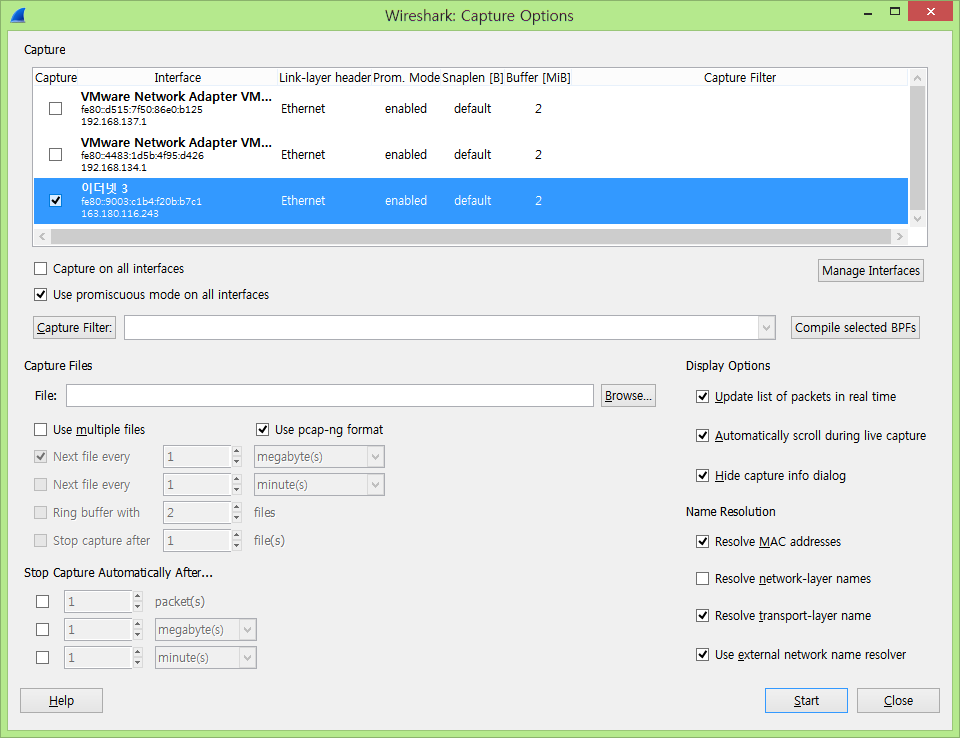 Wireshark: Capture Options
Capture
Capture Interface Link-layer header Prom. Mode Snaplen [B] Buffer [MiB] Capture Filter
VMware Network Adapter VM...
fe80::d515:7f50:86e0:b125
192.168.137.1
Ethernet enabled default 2
VMware Network Adapter VM...
fe80::4483:1d5b:4f95:d426
192.168.134.1
Ethernet enabled default 2
이더넷 3
fe80::9003:c1b4:f20b:b7c1
163.180.116.243
Ethernet enabled default 2
Capture on all interfaces
Manage Interfaces
Use promiscuous mode on all interfaces
Capture Filter:
Compile selected BPFs
Capture Files
File:
Browse...
Use multiple files
Use pcap-ng format
Next file every 1 megabyte(s)
Next file every 1 minute(s)
Ring buffer with 2 files
Stop capture after 1 file(s)
Stop Capture Automatically After...
1 packet(s)
1 megabyte(s)
1 minute(s)
Display Options
Update list of packets in real time
Automatically scroll during live capture
Hide capture info dialog
Name Resolution
Resolve MAC addresses
Resolve network-layer names
Resolve transport-layer name
Use external network name resolver
Help
Start
Close